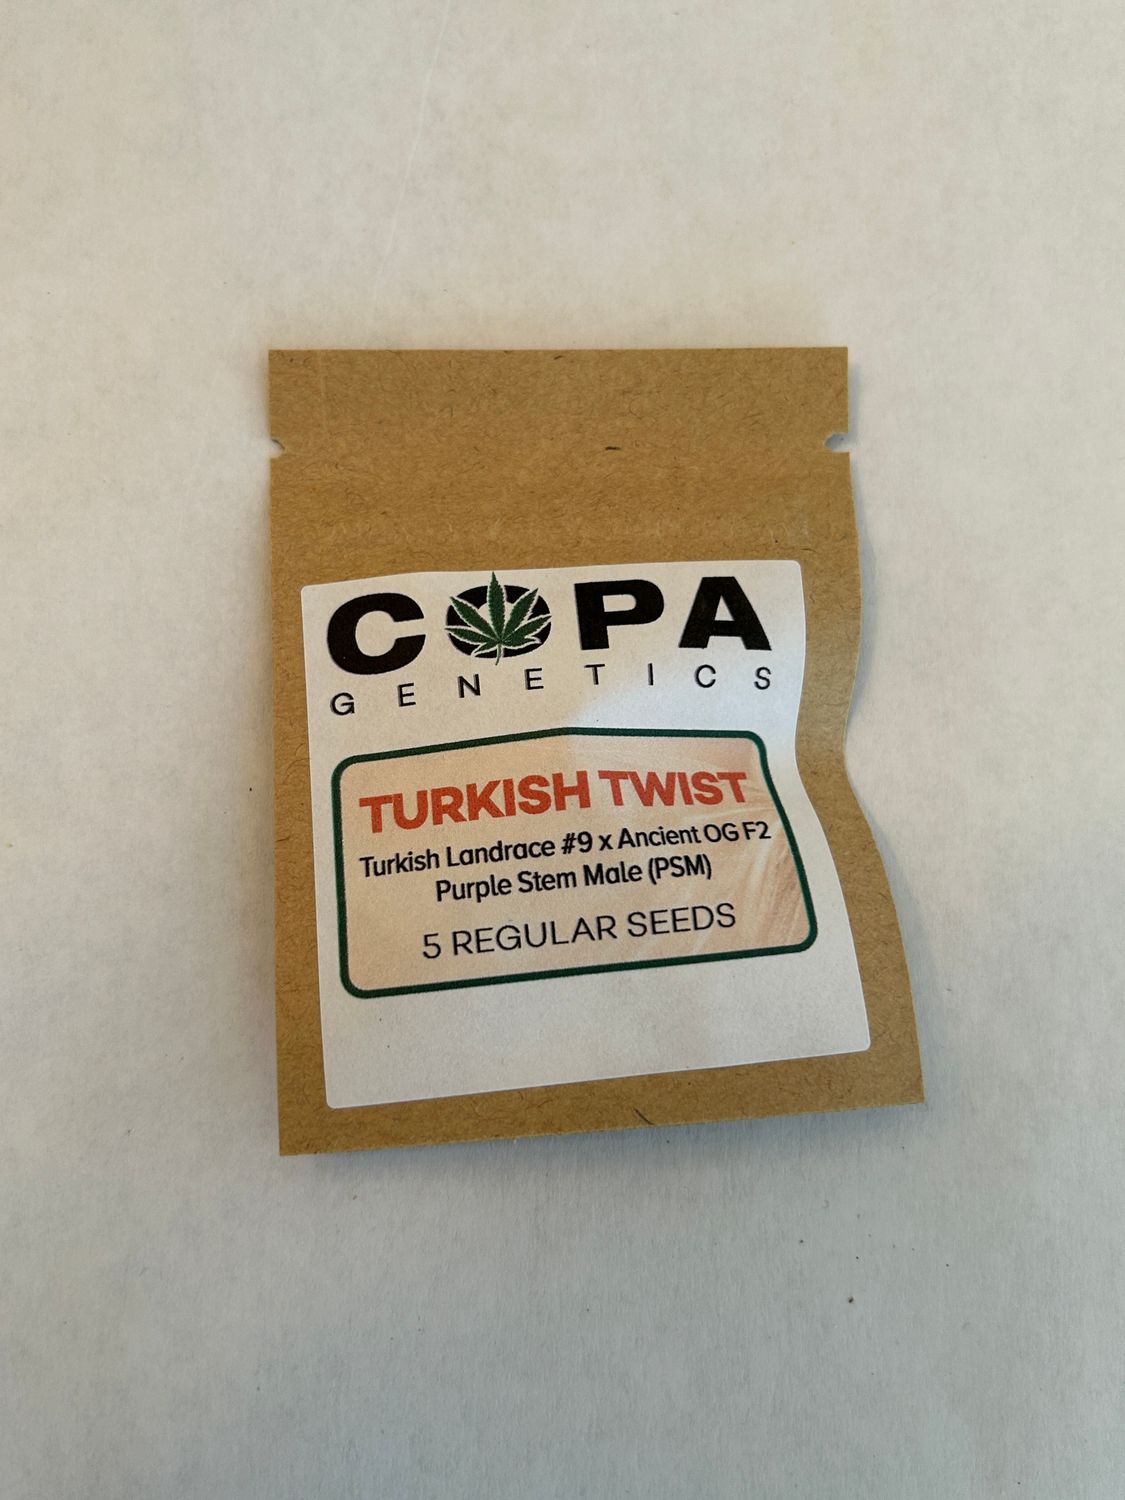 COPA
GENETICS
TURKISH TWIST
Turkish Landrace #9 x Ancient OG F2
Purple Stem Male (PSM)
5 REGULAR SEEDS